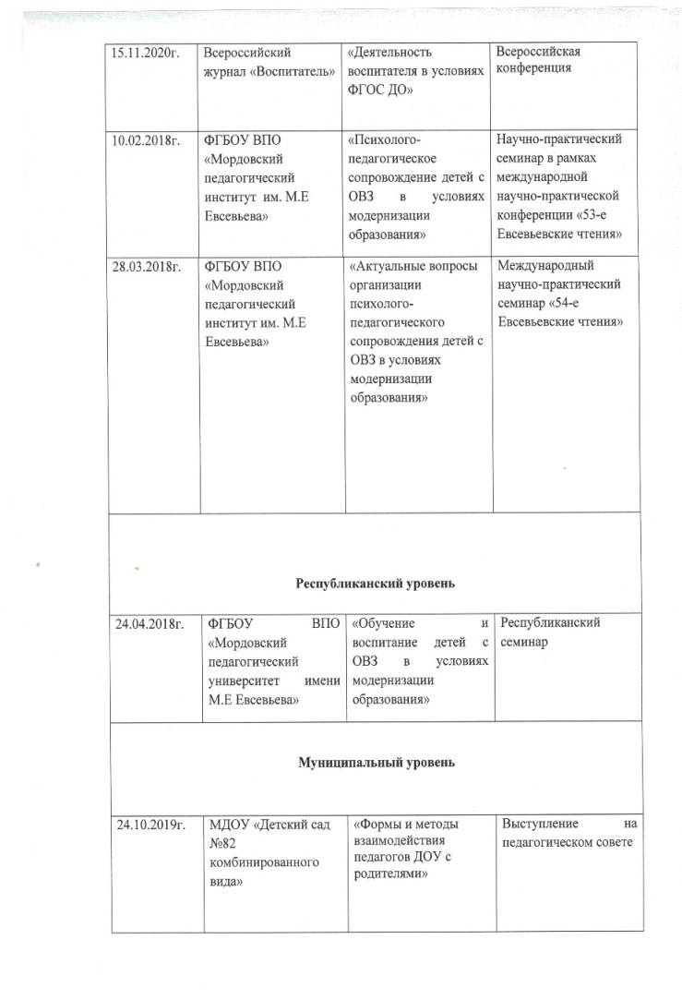 15.11.2020г.
Всероссийский
журнал «Воспитатель»
«Деятельность
воспитателя в условиях
ФГОС ДО»
Всероссийская
конференция
10.02.2018г.
ФГБОУ ВПО
«Мордовский
педагогический
институт им. М.Е
Евсевьева»
«Психолого-
педагогическое
сопровождение детей с
ОВЗ в условиях
модернизации
образования»
Научно-практический
семинар в рамках
международной
научно-практической
конференции «53-е
Евсевьевские чтения»
28.03.2018г.
ФГБОУ ВПО
«Мордовский
педагогический
институт им. М.Е
Евсевьева»
«Актуальные вопросы
организации
психолого-
педагогического
сопровождения детей с
ОВЗ в условиях
модернизации
образования»
Международный
научно-практический
семинар «54-е
Евсевьевские чтения»
Республиканский уровень
24.04.2018г.
ФГБОУ ВПО
«Мордовский
педагогический
университет имени
М.Е Евсевьева»
«Обучение и
воспитание детей с
ОВЗ в условиях
модернизации
образования»
Республиканский
семинар
Муниципальный уровень
24.10.2019г.
МДОУ «Детский сад
№82
комбинированного
вида»
«Формы и методы
взаимодействия
педагогов ДОУ с
родителями»
Выступление на
педагогическом совете